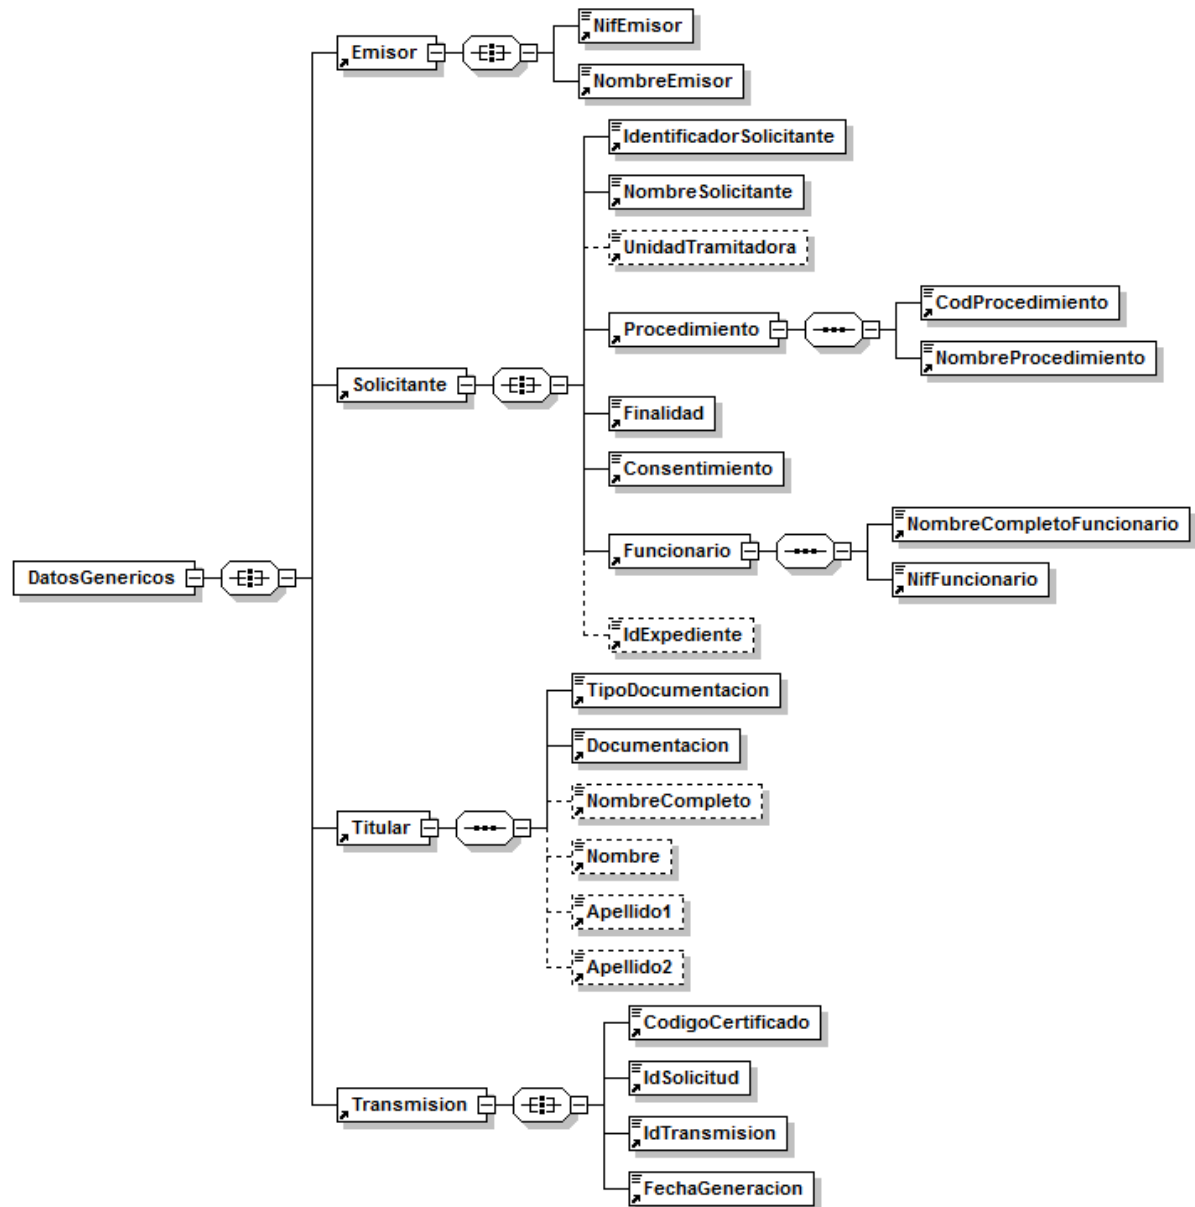 Emisor
NifEmisor
NombreEmisor
IdentificadorSolicitante
NombreSolicitante
UnidadTramitadora
Procedimiento
CodProcedimiento
NombreProcedimiento
Solicitante
Finalidad
Consentimiento
Funcionario
NombreCompletoFuncionario
NifFuncionario
DatosGenericos
IdExpediente
TipoDocumentacion
Documentacion
NombreCompleto
Titular
Nombre
Apellido1
Apellido2
CodigoCertificado
IdSolicitud
Transmision
IdTransmision
FechaGeneracion